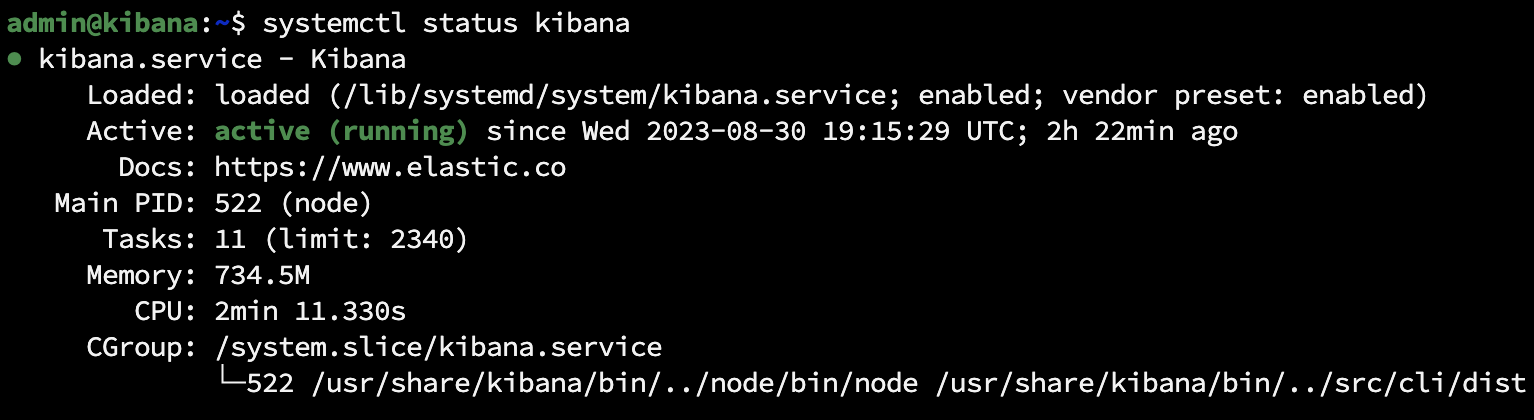 admin@kibana:~$ systemctl status kibana
● kibana.service - Kibana
Loaded: loaded (/lib/systemd/system/kibana.service; enabled; vendor preset: enabled)
Active: active (running) since Wed 2023-08-30 19:15:29 UTC; 2h 22min ago
Docs: https://www.elastic.co
Main PID: 522 (node)
Tasks: 11 (limit: 2340)
Memory: 734.5M
CPU: 2min 11.330s
CGroup: /system.slice/kibana.service
└─522 /usr/share/kibana/bin/../node/bin/node /usr/share/kibana/bin/../src/cli/dist